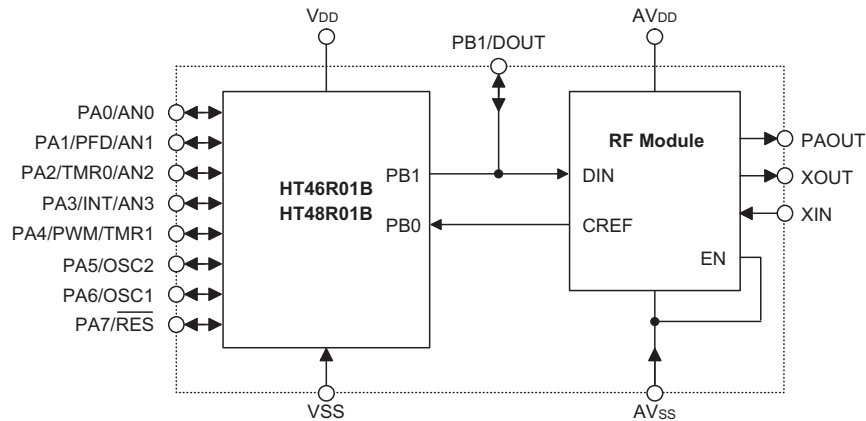 VDD
AVDD
PB1/DOUT
PA0/AN0
PA1/PFD/AN1
PA2/TMR0/AN2
PA3/INT/AN3
PA4/PWM/TMR1
PA5/OSC2
PA6/OSC1
PA7/RES
HT46R01B
HT48R01B
PB1
PB0
RF Module
DIN
CREF
EN
PAOUT
XOUT
XIN
VSS
AVSS